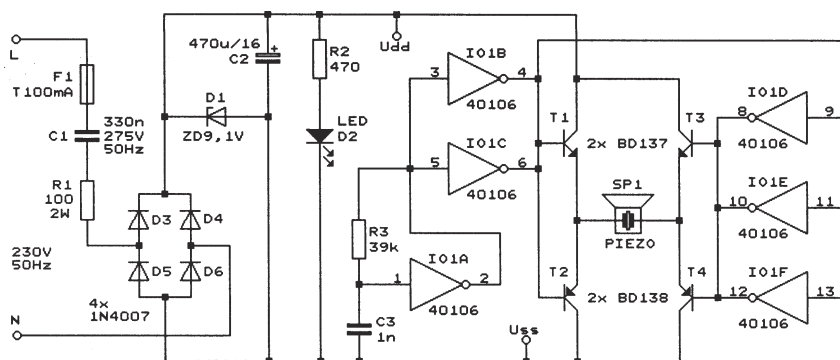 L
F1
T100mA
C1
330n
275V
50Hz
R1
100
2W
230V
50Hz
N
D3
D4
D5
D6
4x
1N4007
470u/16
+
C2
D1
ZD9,1V
R2
470
LED
D2
Udd
R3
39k
C3
1n
IO1A
1
2
40106
IO1B
3
4
40106
IO1C
5
6
40106
T1
T3
2x BD137
SP1
PIEZO
T2
T4
2x BD138
Uss
IO1D
8
9
40106
IO1E
10
11
40106
IO1F
12
13
40106